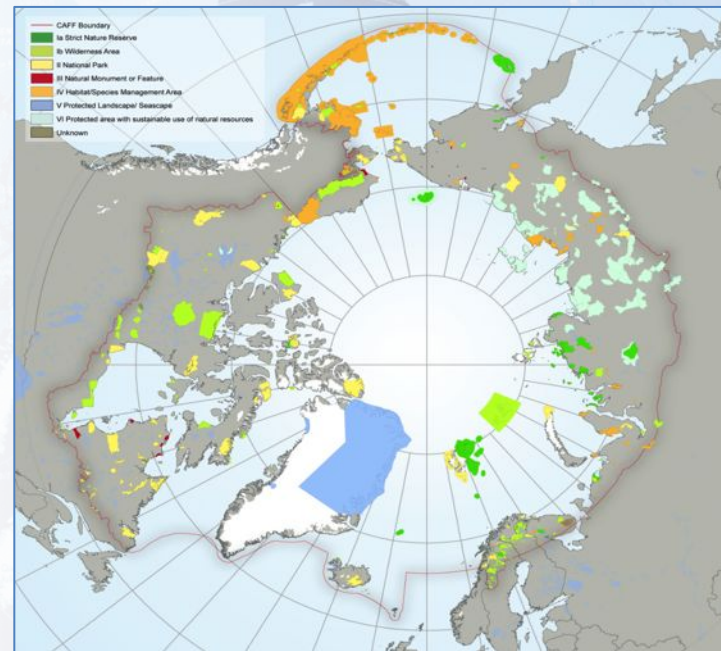 CAFF Boundary
Ia Strict Nature Reserve
Ib Wilderness Area
II National Park
III Natural Monument or Feature
IV Habitat/Species Management Area
V Protected Landscape/ Seascape
VI Protected area with sustainable use of natural resources
Unknown